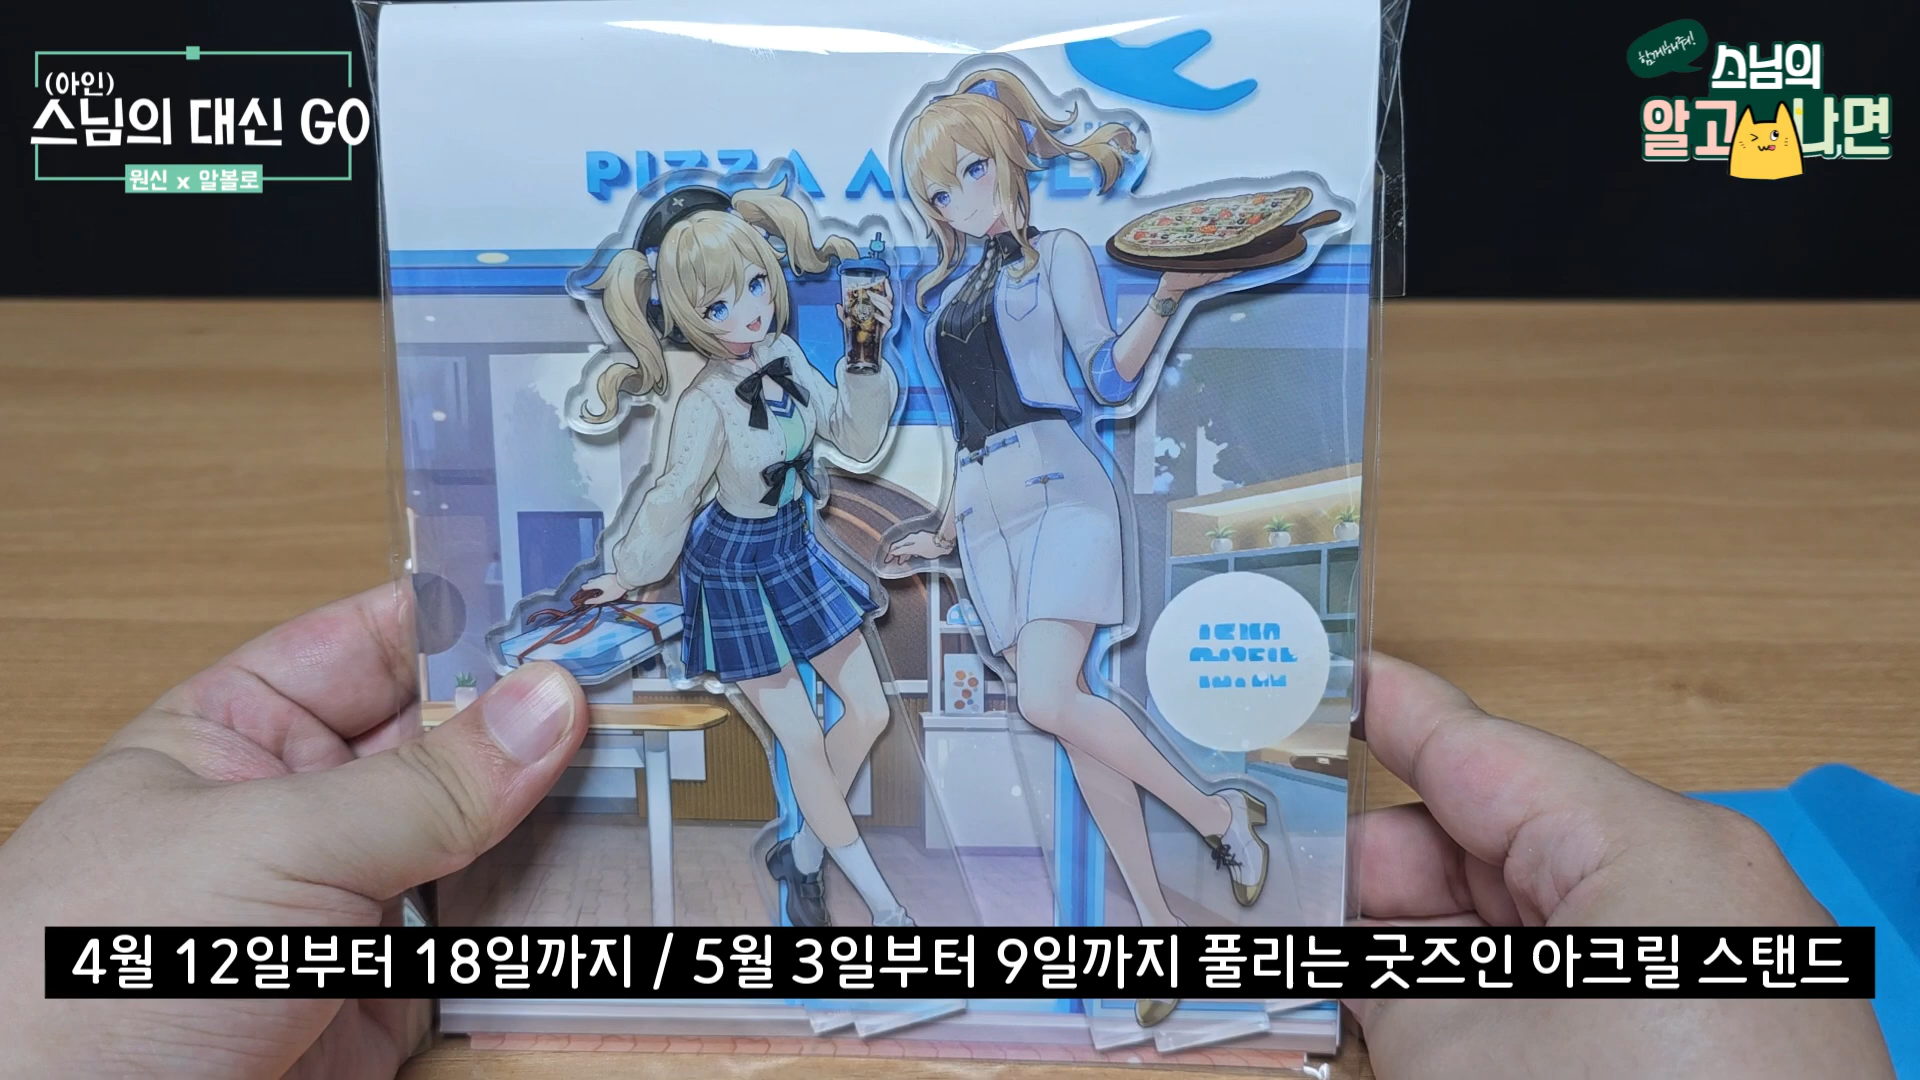 (아인)
스님의 대신 GO
원신 x 알볼로
함께해줘!
스님의
알고 나면
PIZZA
4월 12일부터 18일까지 / 5월 3일부터 9일까지 풀리는 굿즈인 아크릴 스탠드